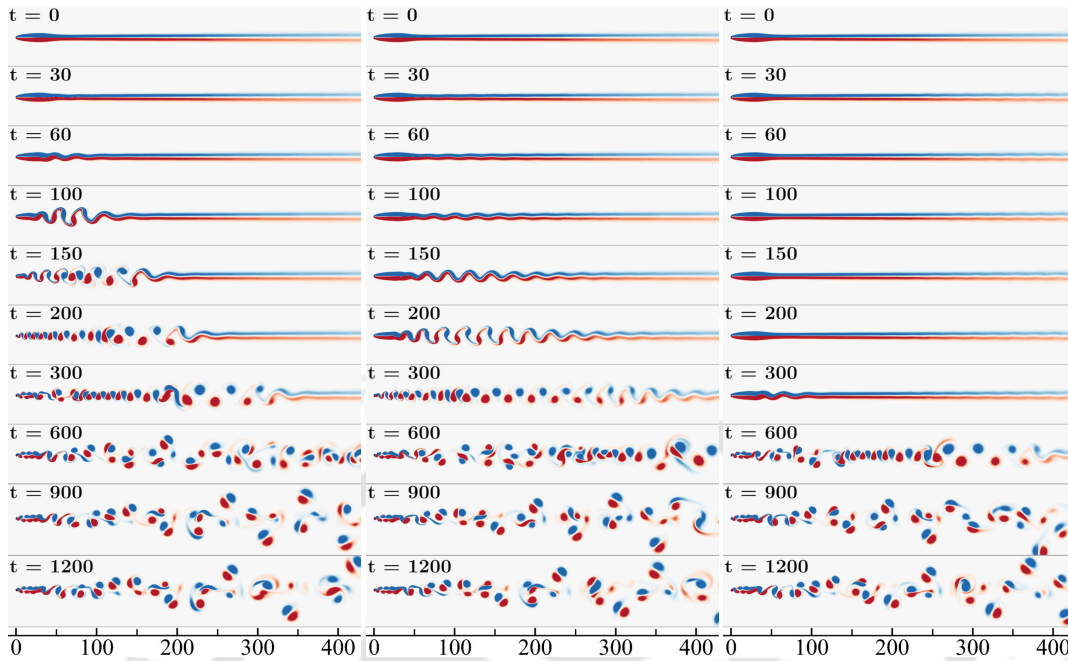 t = 0 t = 0 t = 0
t = 30 t = 30 t = 30
t = 60 t = 60 t = 60
t = 100 t = 100 t = 100
t = 150 t = 150 t = 150
t = 200 t = 200 t = 200
t = 300 t = 300 t = 300
t = 600 t = 600 t = 600
t = 900 t = 900 t = 900
t = 1200 t = 1200 t = 1200
0 100 200 300 400 0 100 200 300 400 0 100 200 300 400